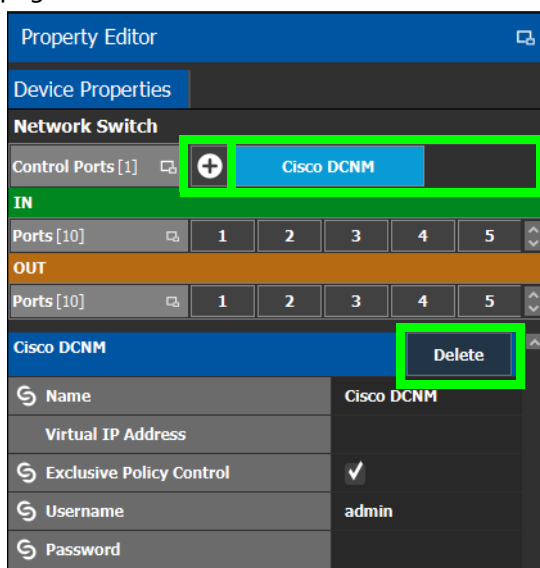 Property Editor
Device Properties
Network Switch
Control Ports [1] Cisco DCNM
IN
Ports [10] 1 2 3 4 5
OUT
Ports [10] 1 2 3 4 5
Cisco DCNM Delete
Name Cisco DCNM
Virtual IP Address
Exclusive Policy Control
Username admin
Password